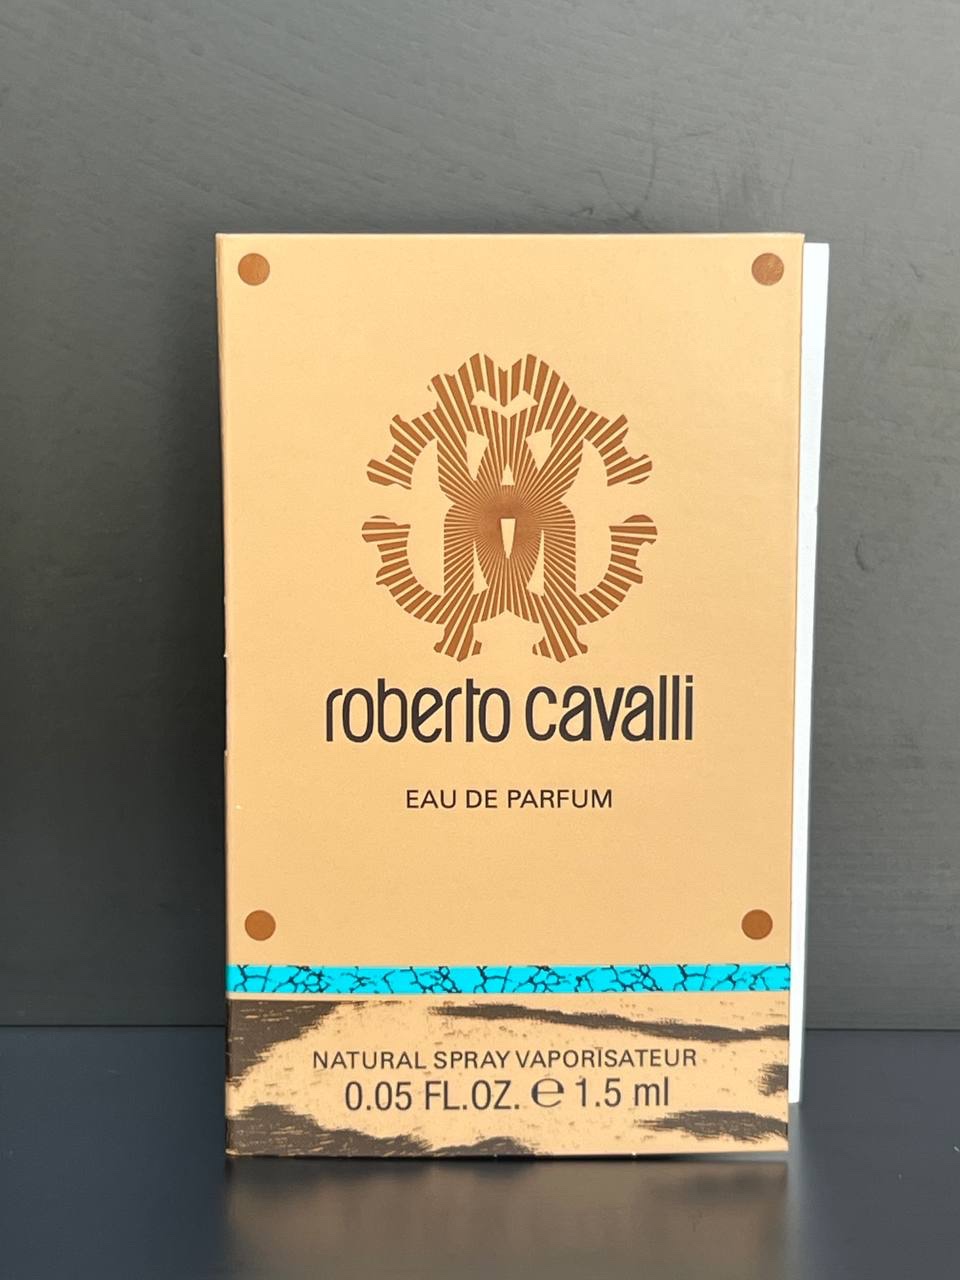 roberto cavalli
EAU DE PARFUM
NATURAL SPRAY VAPORISATEUR
0.05 FL.OZ. ℮ 1.5 ml